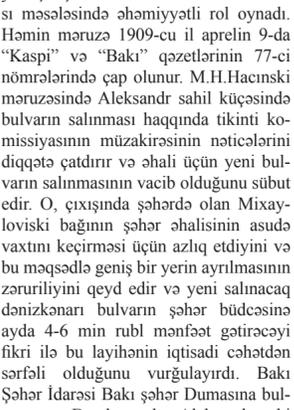 sı məsələsində əhəmiyyətli rol oynadı.
Həmin məruzə 1909-cu il aprelin 9-da
“Kaspi” və “Bakı” qəzetlərinin 77-ci
nömrələrində çap olunur. M.H.Hacınski
məruzəsində Aleksandr sahil küçəsində
bulvarın salınması haqqında tikinti ko-
missiyasının müzakirəsinin nəticələrini
diqqətə çatdırır və əhali üçün yeni bul-
varın salınmasının vacib olduğunu sübut
edir. O, çıxışında şəhərdə olan Mixay-
loviski bağının şəhər əhalisinin asudə
vaxtını keçirməsi üçün azlıq etdiyini və
bu məqsədlə geniş bir yerin ayrılmasının
zəruriliyini qeyd edir və yeni salınacaq
dənizkənarı bulvarın şəhər büdcəsinə
ayda 4-6 min rubl mənfəət gətirəcəyi
fikri ilə bu layihənin iqtisadi cəhətdən
sərfəli olduğunu vurğulayırdı. Bakı
Şəhər İdarəsi Bakı şəhər Dumasına bul-